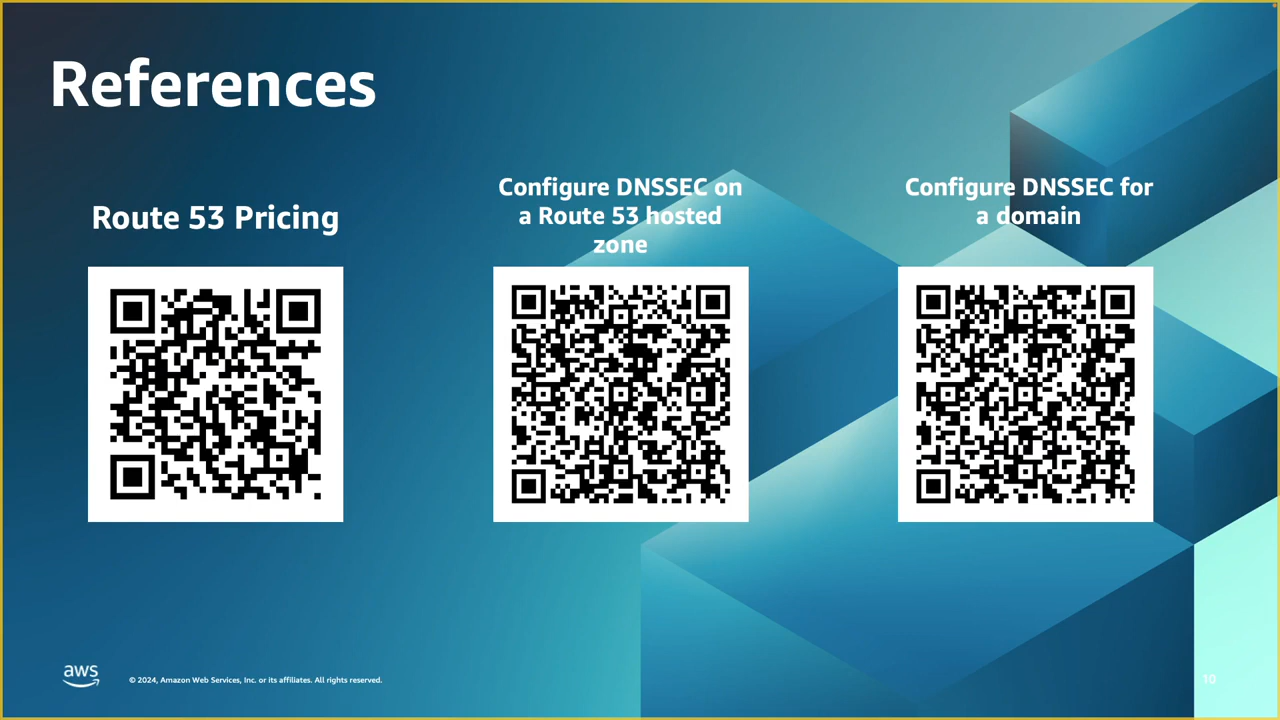 References
Route 53 Pricing
Configure DNSSEC on
a Route 53 hosted
zone
Configure DNSSEC for
a domain
aws
© 2024, Amazon Web Services, Inc. or its affiliates. All rights reserved.
10